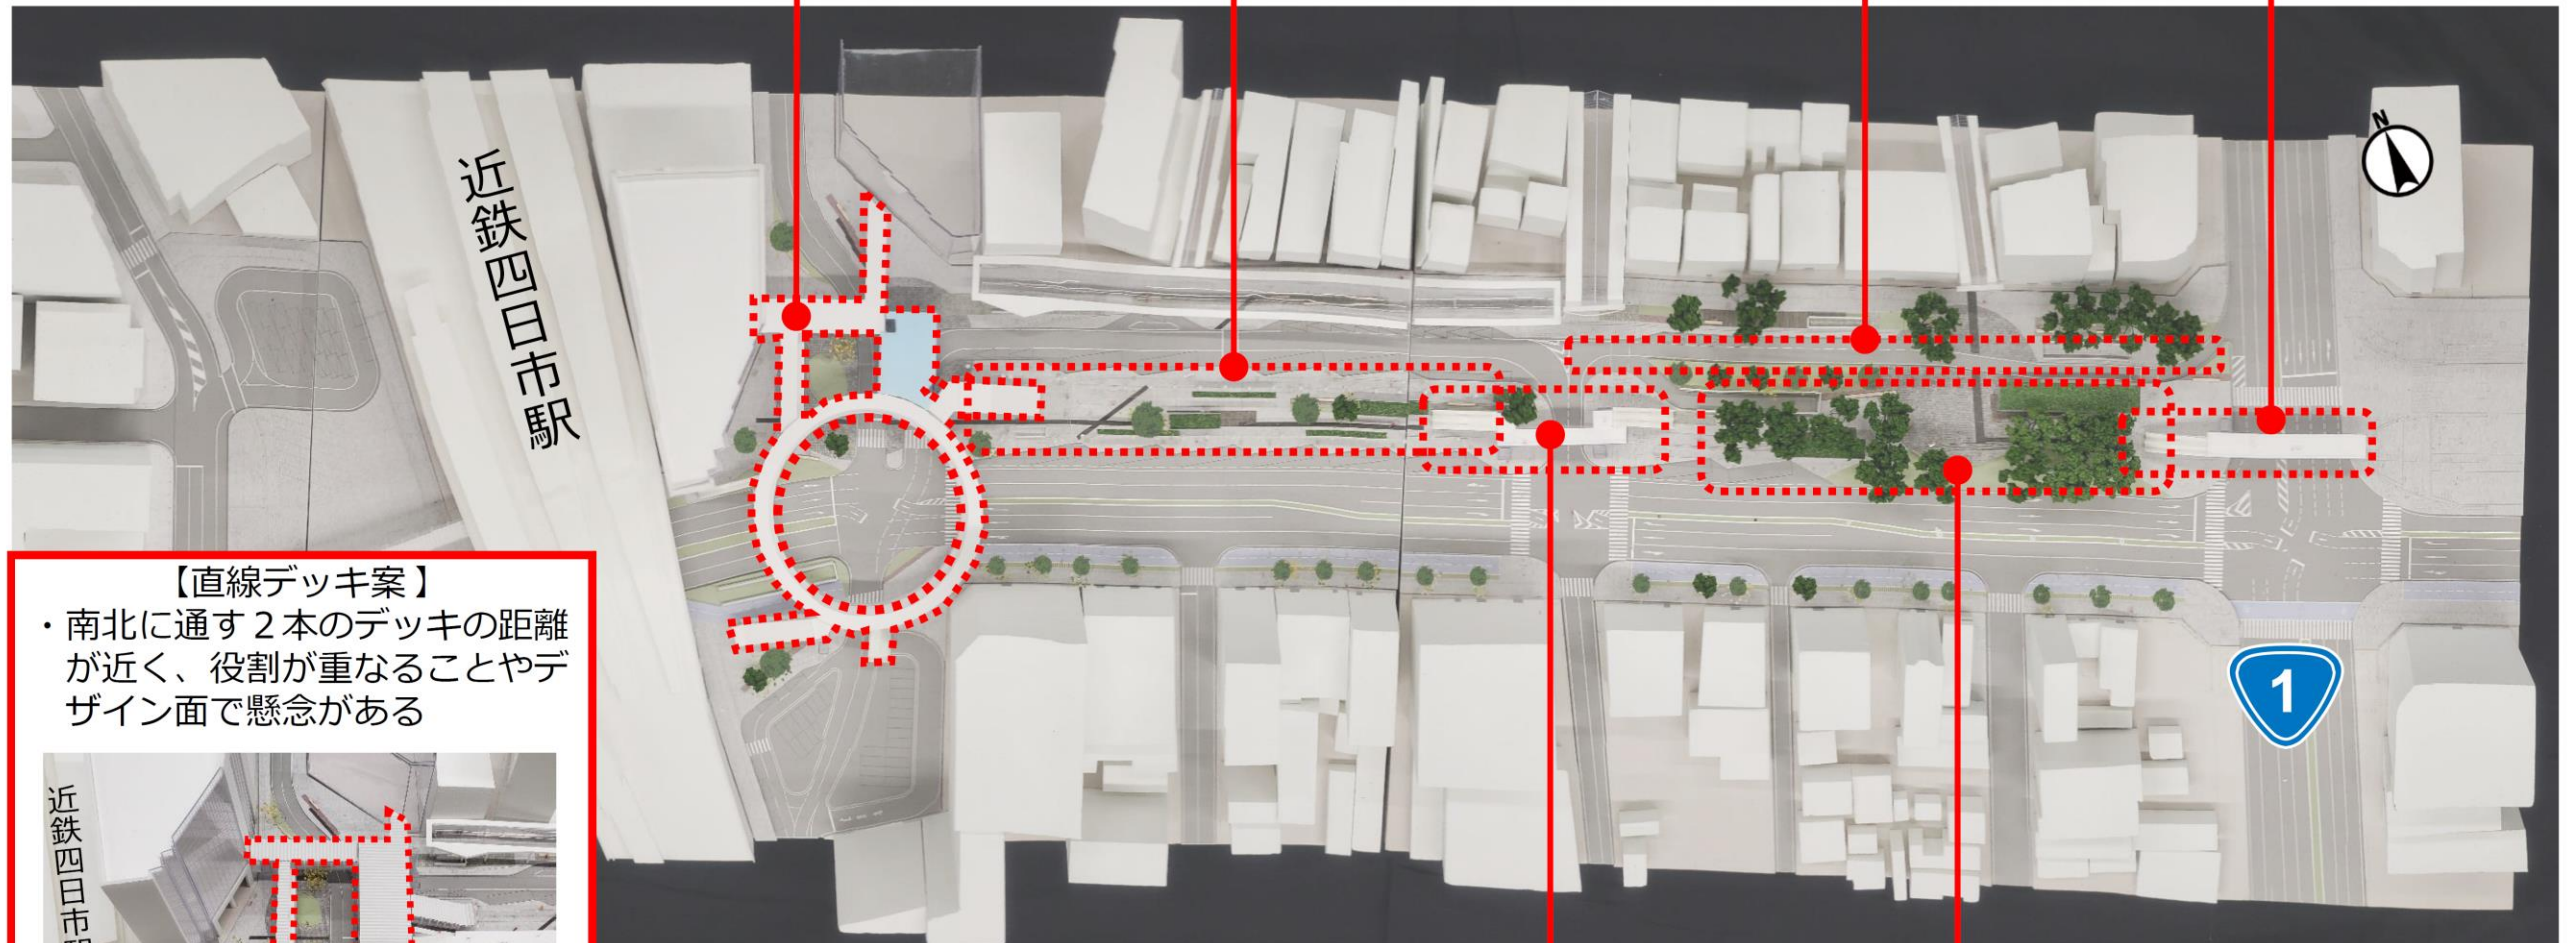 N
近鉄四日市駅
【直線デッキ案】
・南北に通す２本のデッキの距離
が近く、役割が重なることやデ
ザイン面で懸念がある
1
近鉄四日市駅